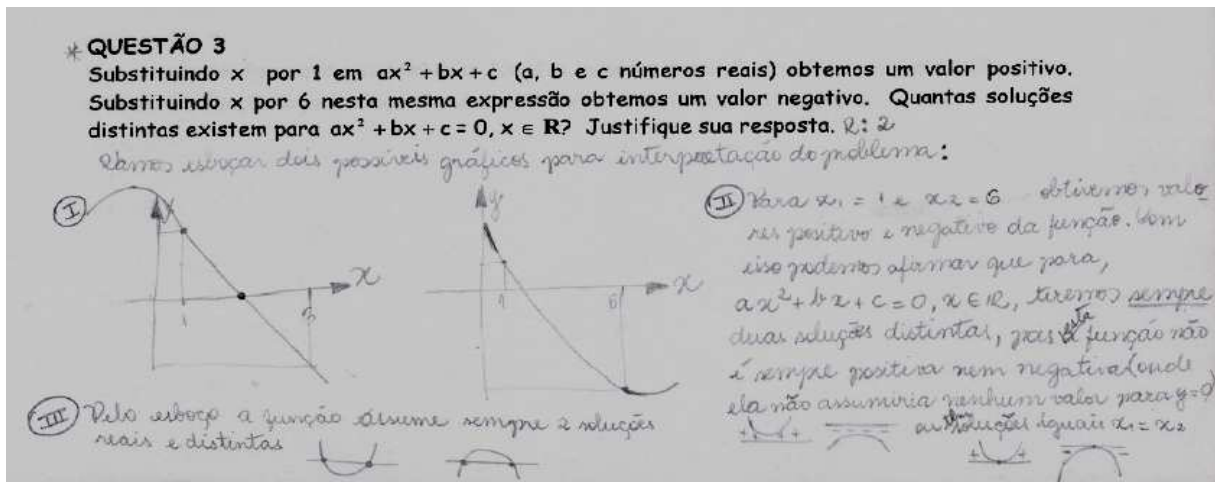 * QUESTÃO 3
Substituindo x por 1 em ax² + bx + c (a, b e c números reais) obtemos um valor positivo.
Substituindo x por 6 nesta mesma expressão obtemos um valor negativo. Quantas soluções
distintas existem para ax² + bx + c = 0, x ∈ R? Justifique sua resposta. R: 2
Vamos esboçar dois possíveis gráficos para interpretação do problema:
I
y
x
1
y
x
1
6
II Para x₁ = 1 e x₂ = 6 obtivemos valo
res positivo e negativo da função. Com
isso podemos afirmar que para,
ax² + bx + c = 0, x ∈ R, teremos sempre
duas soluções distintas, pois esta função não
é sempre positiva nem negativa (onde
ela não assumiria nenhum valor para y = 0)
ou soluções iguais x₁ = x₂
III Pelo esboço a função assume sempre 2 soluções
reais e distintas